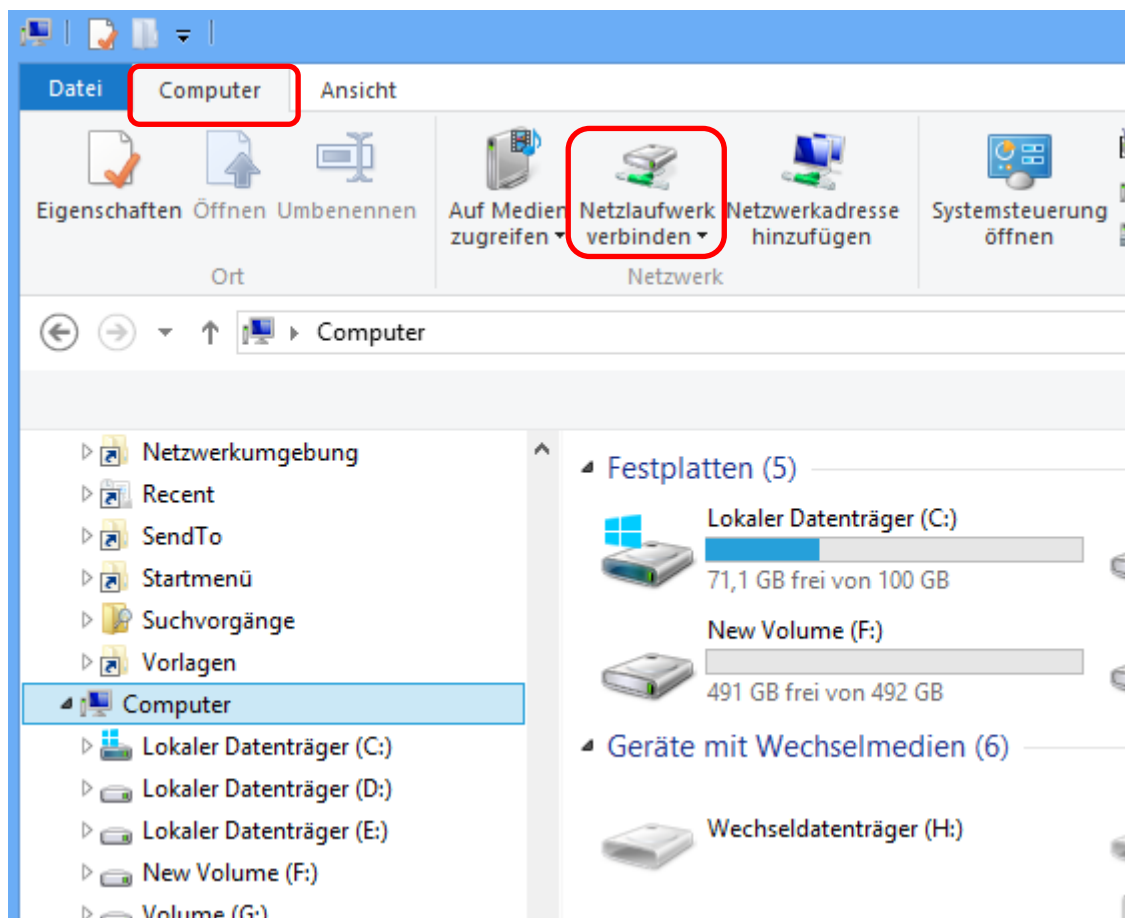 Datei Computer Ansicht
Eigenschaften Öffnen Umbenennen
Auf Medien zugreifen
Netzlaufwerk verbinden
Netzwerkadresse hinzufügen
Systemsteuerung öffnen
Ort
Netzwerk
Computer
Netzwerkumgebung
Recent
SendTo
Startmenü
Suchvorgänge
Vorlagen
Computer
Lokaler Datenträger (C:)
Lokaler Datenträger (D:)
Lokaler Datenträger (E:)
New Volume (F:)
Volume (G:)
Festplatten (5)
Lokaler Datenträger (C:)
71,1 GB frei von 100 GB
New Volume (F:)
491 GB frei von 492 GB
Geräte mit Wechselmedien (6)
Wechseldatenträger (H:)